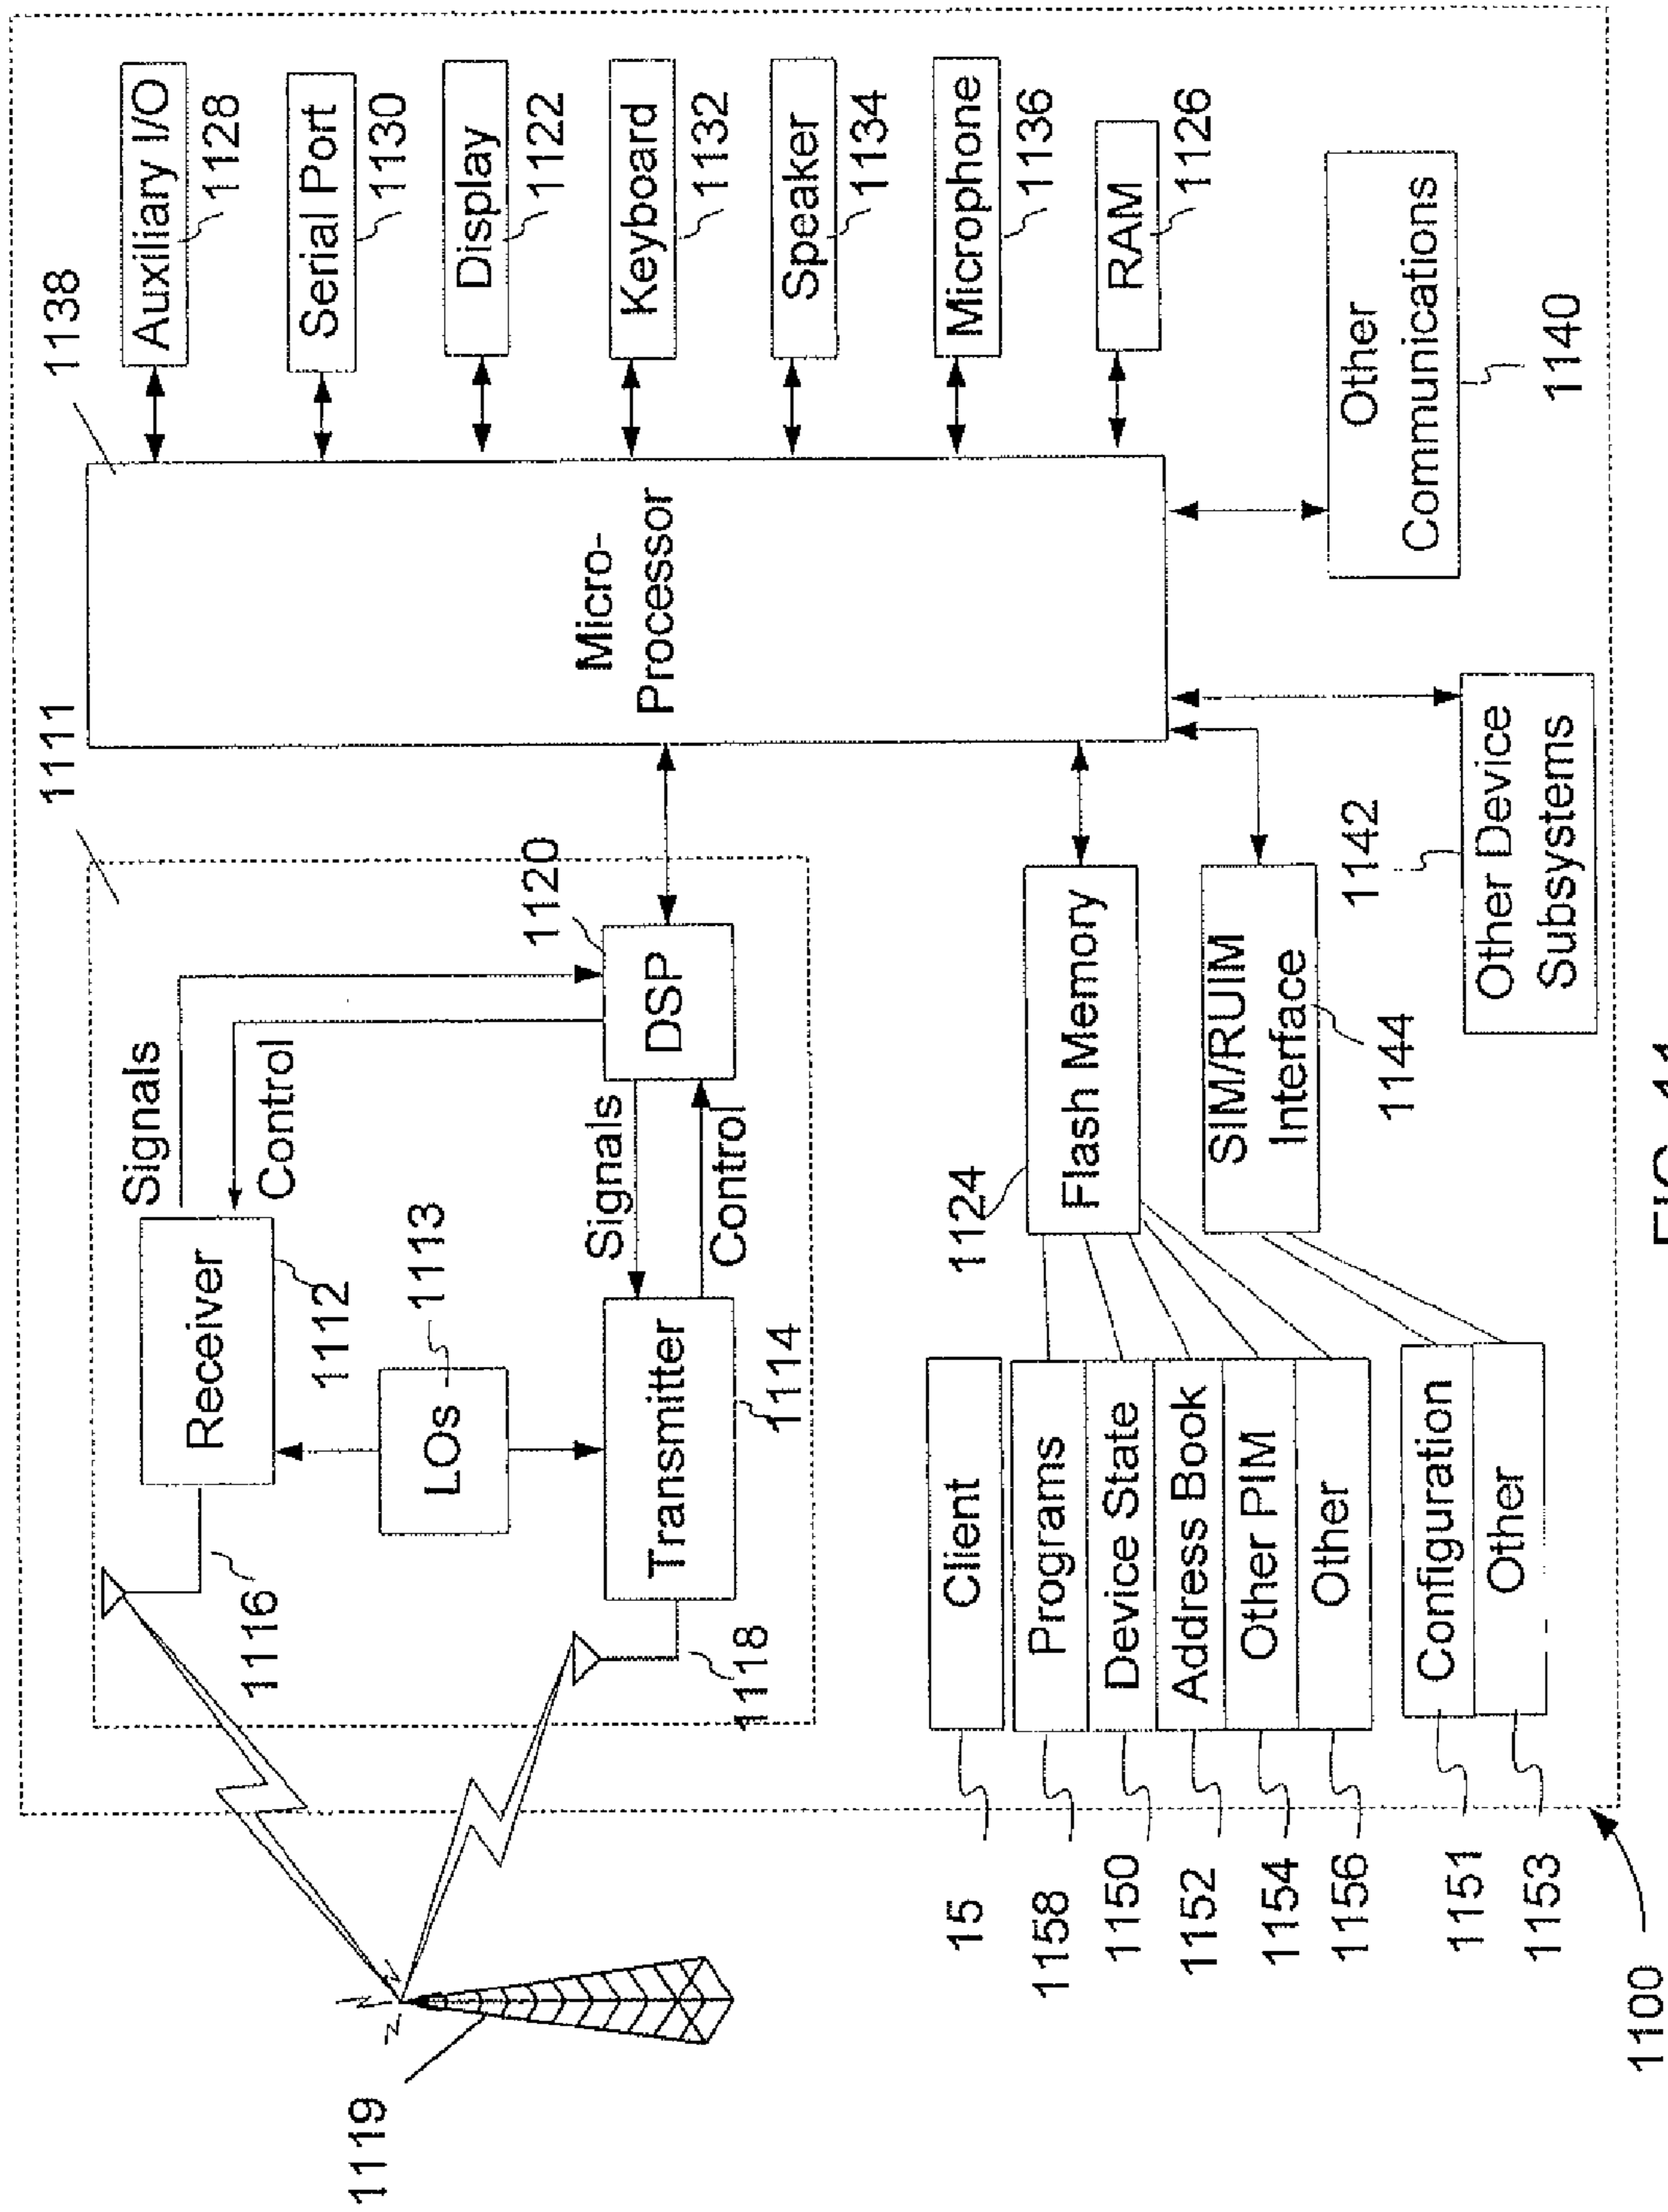 1138
1111
Auxiliary I/O
1128
Serial Port
1130
Display
1122
Keyboard
1132
Speaker
1134
Microphone
1136
RAM
1126
Micro-
Processor
Other
Communications
1140
Other Device
Subsystems
1142
Signals
Control
Receiver
1112
1116
LOs
1113
DSP
1120
Signals
Control
Transmitter
1114
1118
1119
Flash Memory
1124
SIM/RUIM
Interface
1144
Client
15
Programs
1158
Device State
1150
Address Book
1152
Other PIM
1154
Other
1156
Configuration
1151
Other
1153
1100